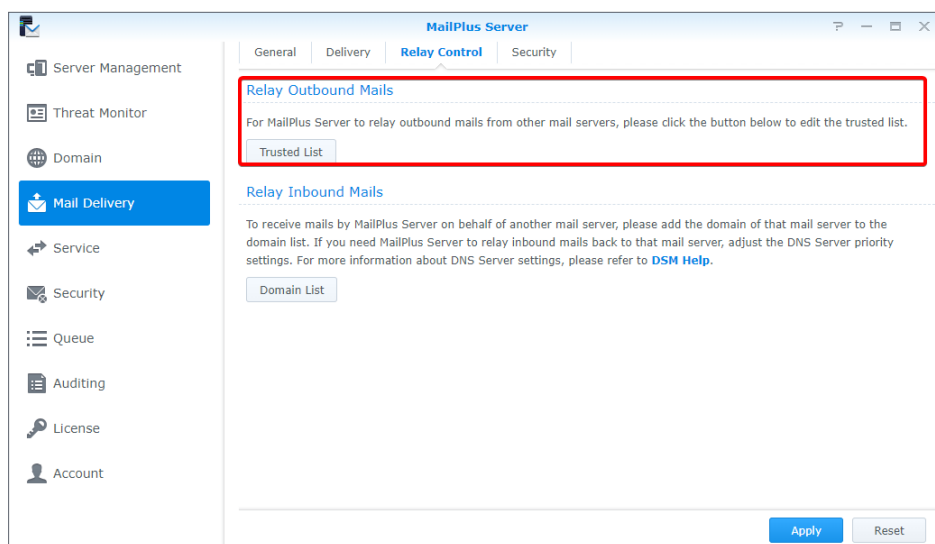 MailPlus Server
General
Delivery
Relay Control
Security
Server Management
Threat Monitor
Domain
Mail Delivery
Service
Security
Queue
Auditing
License
Account
Relay Outbound Mails
For MailPlus Server to relay outbound mails from other mail servers, please click the button below to edit the trusted list.
Trusted List
Relay Inbound Mails
To receive mails by MailPlus Server on behalf of another mail server, please add the domain of that mail server to the
domain list. If you need MailPlus Server to relay inbound mails back to that mail server, adjust the DNS Server priority
settings. For more information about DNS Server settings, please refer to DSM Help.
Domain List
Apply
Reset